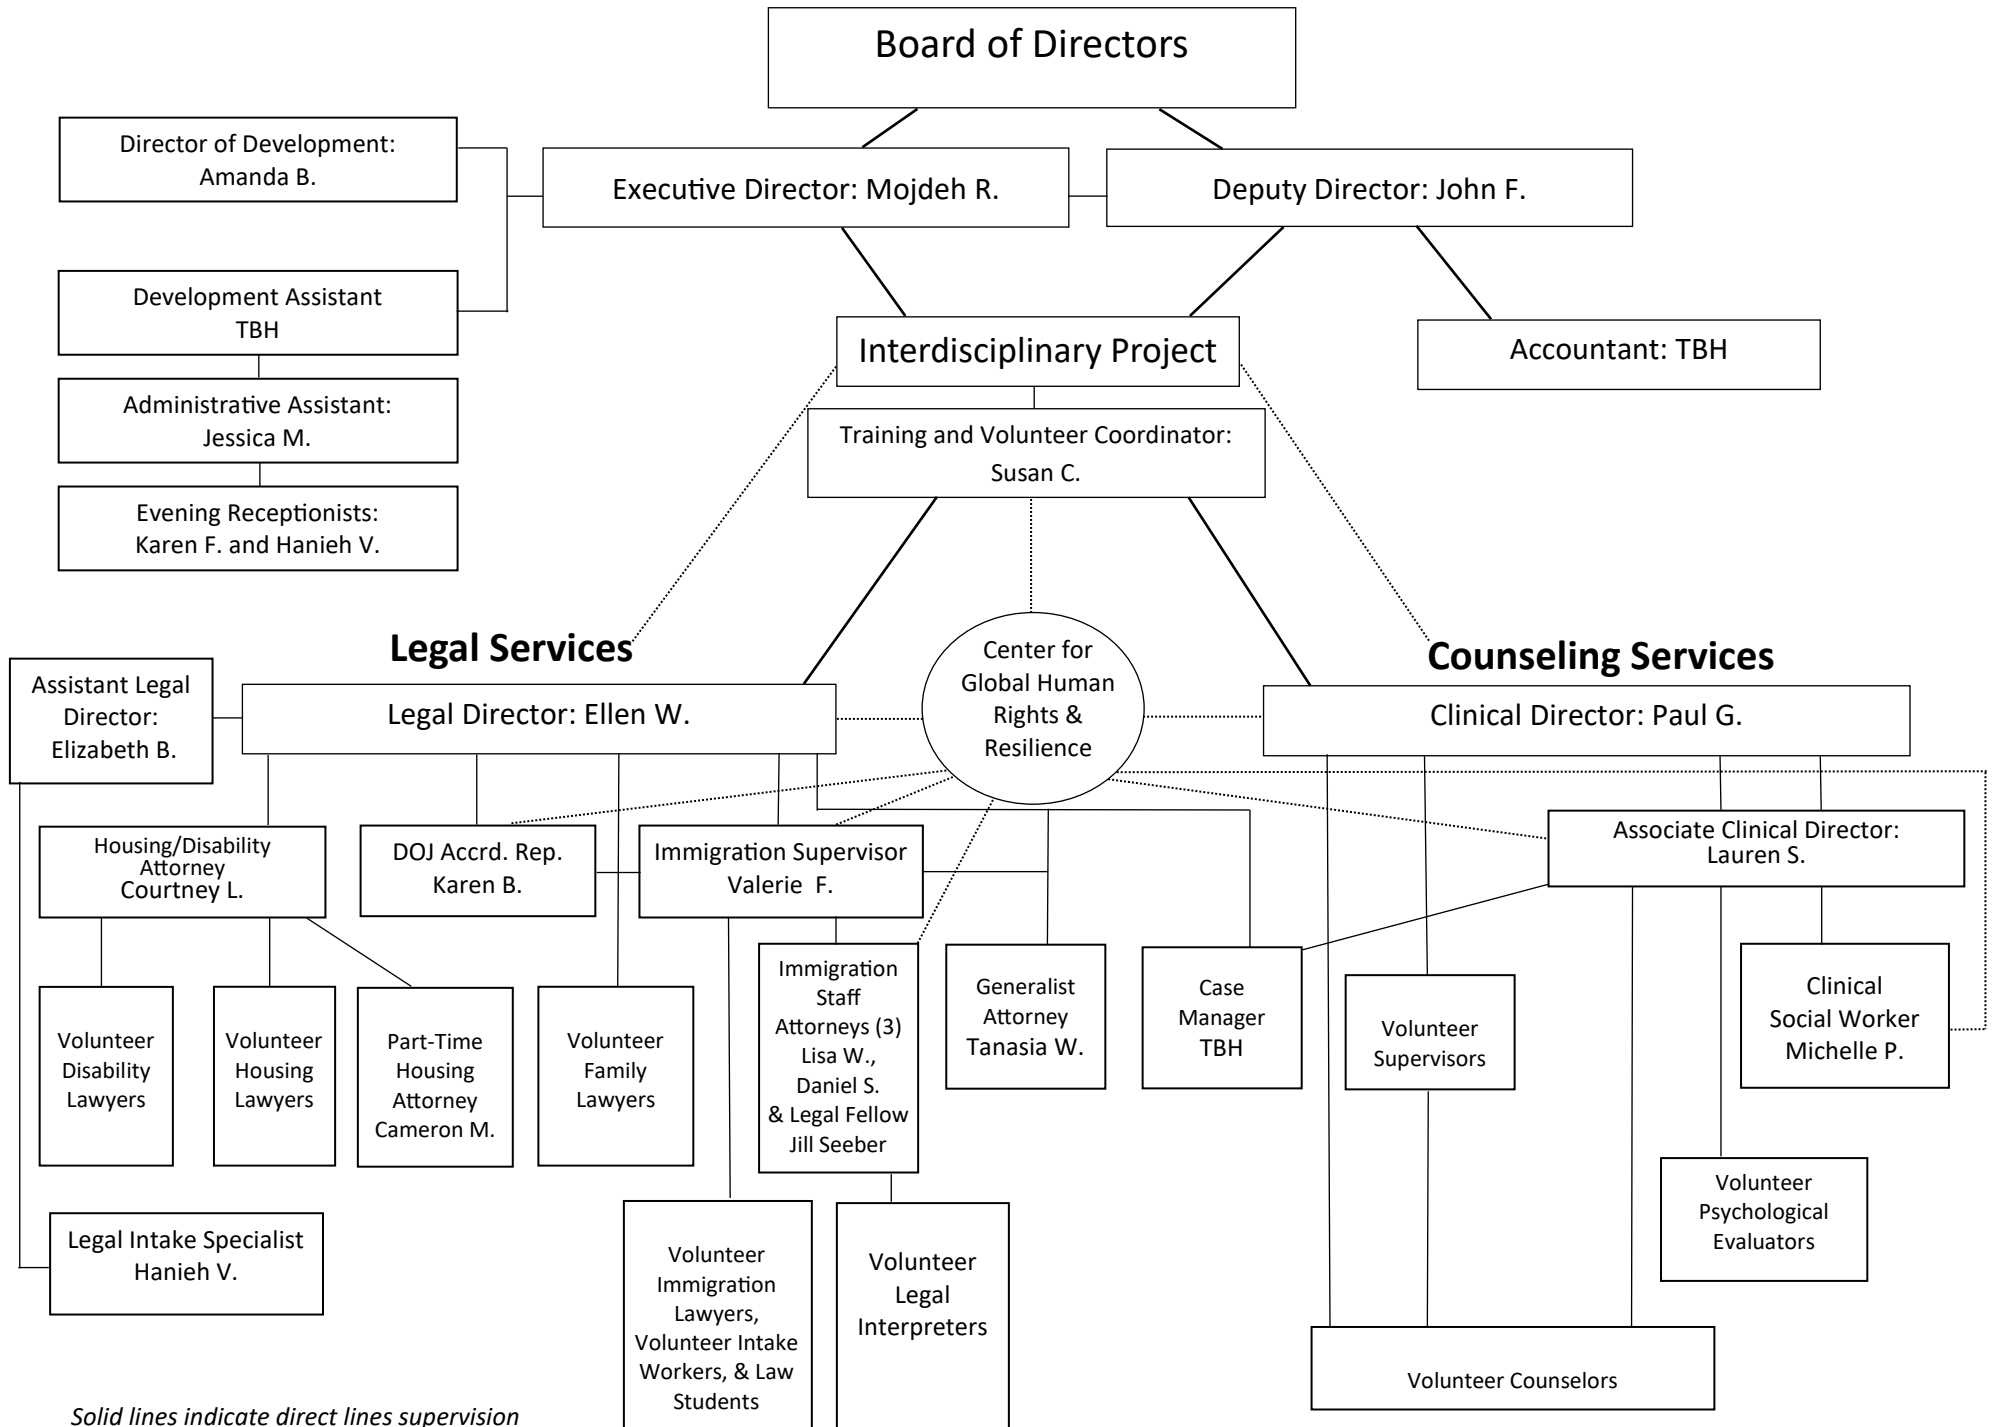 Board of Directors
Director of Development:
Amanda B.
Executive Director: Mojdeh R.
Deputy Director: John F.
Development Assistant
TBH
Interdisciplinary Project
Accountant: TBH
Administrative Assistant:
Jessica M.
Training and Volunteer Coordinator:
Susan C.
Evening Receptionists:
Karen F. and Hanieh V.
Legal Services
Center for
Global Human
Rights &
Resilience
Counseling Services
Assistant Legal
Director:
Elizabeth B.
Legal Director: Ellen W.
Clinical Director: Paul G.
Housing/Disability
Attorney
Courtney L.
DOJ Accrd. Rep.
Karen B.
Immigration Supervisor
Valerie  F.
Associate Clinical Director:
Lauren S.
Volunteer
Disability
Lawyers
Volunteer
Housing
Lawyers
Part-Time
Housing
Attorney
Cameron M.
Volunteer
Family
Lawyers
Immigration
Staff
Attorneys (3)
Lisa W.,
Daniel S.
& Legal Fellow
Jill Seeber
Generalist
Attorney
Tanasia W.
Case
Manager
TBH
Volunteer
Supervisors
Clinical
Social Worker
Michelle P.
Volunteer
Psychological
Evaluators
Legal Intake Specialist
Hanieh V.
Volunteer
Immigration
Lawyers,
Volunteer Intake
Workers, & Law
Students
Volunteer
Legal
Interpreters
Volunteer Counselors
Solid lines indicate direct lines supervision